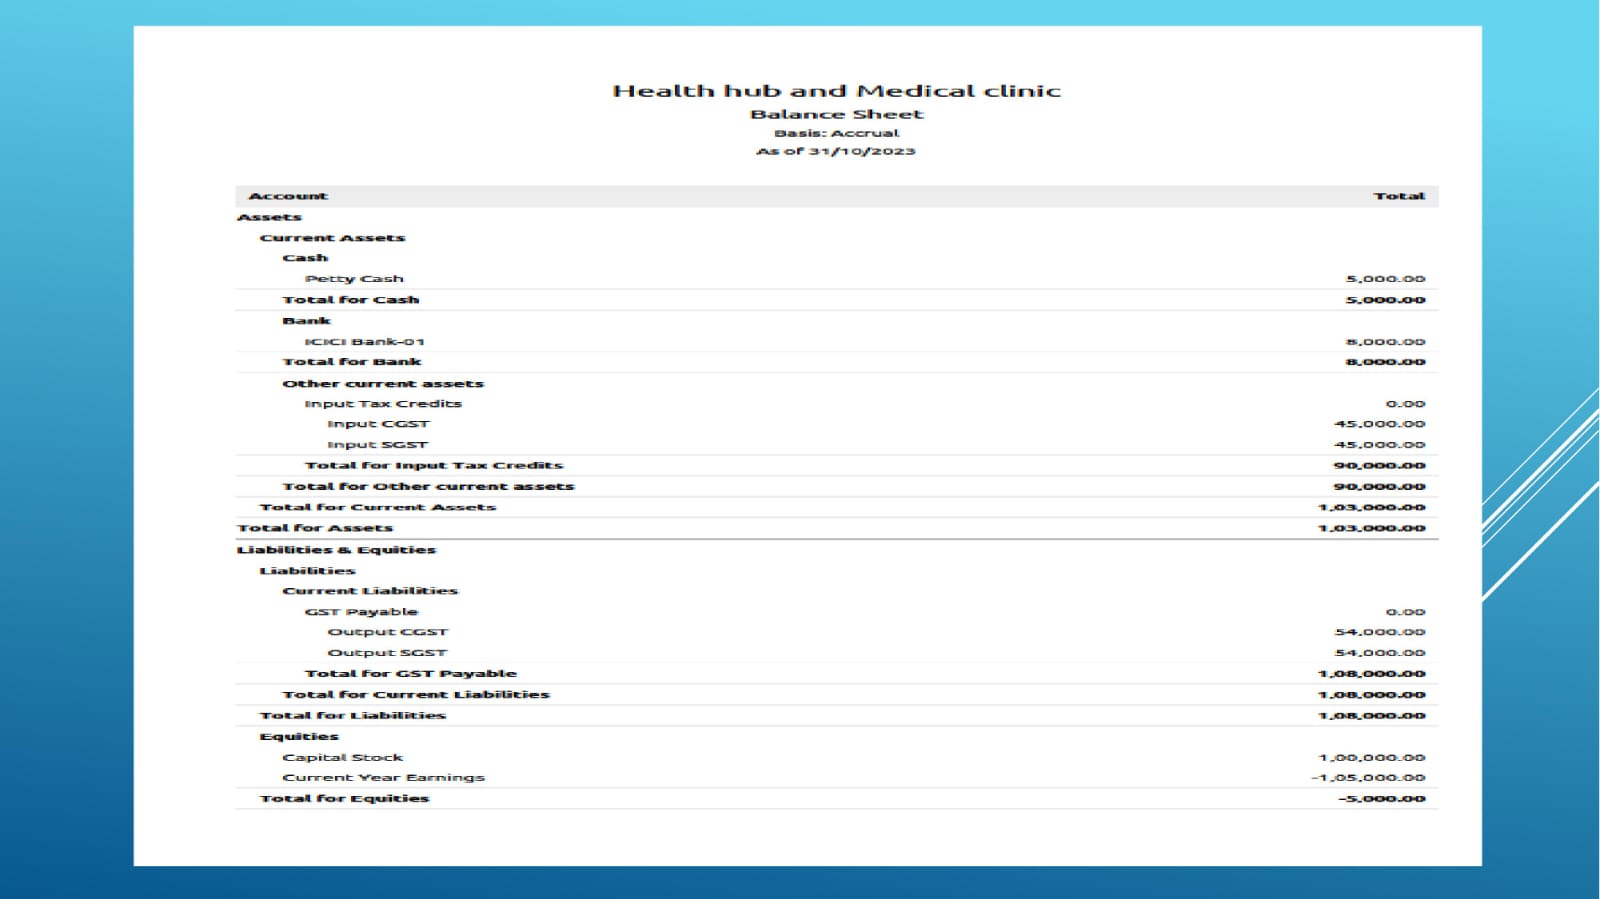 Health hub and Medical clinic
Balance Sheet
Basis: Accrual
As of 31/10/2023
Account Total
Assets
Current Assets
Cash
Petty Cash 5,000.00
Total for Cash 5,000.00
Bank
ICICI Bank-01 8,000.00
Total for Bank 8,000.00
Other current assets
Input Tax Credits 0.00
Input CGST 45,000.00
Input SGST 45,000.00
Total for Input Tax Credits 90,000.00
Total for Other current assets 90,000.00
Total for Current Assets 1,03,000.00
Total for Assets 1,03,000.00
Liabilities & Equities
Liabilities
Current Liabilities
GST Payable 0.00
Output CGST 54,000.00
Output SGST 54,000.00
Total for GST Payable 1,08,000.00
Total for Current Liabilities 1,08,000.00
Total for Liabilities 1,08,000.00
Equities
Capital Stock 1,00,000.00
Current Year Earnings -1,05,000.00
Total for Equities -5,000.00